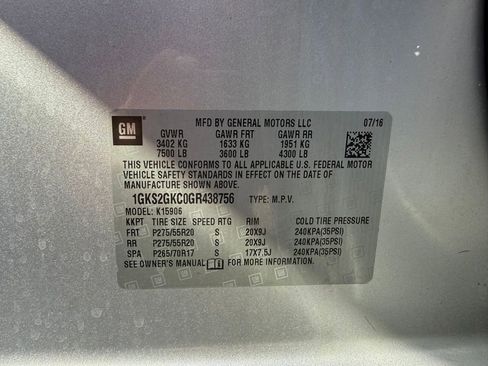 GM
MFD BY GENERAL MOTORS LLC 07/16
GVWR GAWR FRT GAWR RR
3402 KG 1633 KG 1951 KG
7500 LB 3600 LB 4300 LB
THIS VEHICLE CONFORMS TO ALL APPLICABLE U.S. FEDERAL MOTOR
VEHICLE SAFETY STANDARDS IN EFFECT ON THE DATE OF
MANUFACTURE SHOWN ABOVE.
1GKS2GKC0GR438756 TYPE: M.P.V.
MODEL: K15906
KKPT TIRE SIZE SPEED RTG RIM COLD TIRE PRESSURE
FRT P275/55R20 S 20X9J 240KPA(35PSI)
RR P275/55R20 S 20X9J 240KPA(35PSI)
SPA P265/70R17 S 17X7.5J 240KPA(35PSI)
SEE OWNER'S MANUAL FOR MORE INFORMATION.